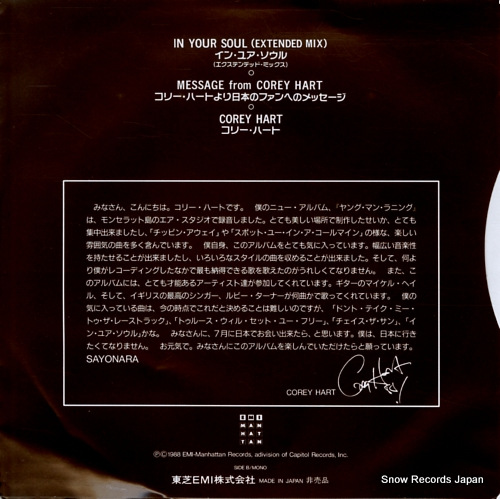 IN YOUR SOUL (EXTENDED MIX)
イン・ユア・ソウル
(エクステンデッド・ミックス)
MESSAGE from COREY HART
コリー・ハートより日本のファンへのメッセージ
COREY HART
コリー・ハート
みなさん、こんにちは。コリー・ハートです。 僕のニュー・アルバム、『ヤング・マン・ラニング』
は、モンセラット島のエア・スタジオで録音しました。とても美しい場所で制作したせいか、とても
集中出来ましたし、「チッピン・アウェイ」や「スポット・ユー・イン・ア・コールマイン」の様な、楽しい
雰囲気の曲を多く含んでいます。 僕自身、このアルバムをとても気に入っています。幅広い音楽性
を持たせることが出来ましたし、いろいろなスタイルの曲を収めることが出来ました。そして、何よ
り僕がレコーディングしたなかで最も納得できる歌を歌えたのがうれしくてなりません。 また、こ
のアルバムには、とても才能あるアーティスト達が参加してくれています。ギターのマイケル・ヘイ
ル、そして、イギリスの最高のシンガー、ルビー・ターナーが何曲かで歌ってくれています。 僕の
気に入っている曲は、今の時点でこれだと決めることは難しいのですが、「ドント・テイク・ミー・
トゥ・ザ・レーストラック」、「トゥルース・ウィル・セット・ユー・フリー」、「チェイス・ザ・サン」、「イ
ン・ユア・ソウル」かな。 みなさんに、7月に日本でお会い出来たら、と思います。僕は、日本に行き
たくてなりません。 お元気で。みなさんにこのアルバムを楽しんでいただけたらと願っています。
SAYONARA
COREY HART
Corey Hart
EMI
MAN
HAT
TAN
ⓅⒸ1988 EMI-Manhattan Records, adivision of Capitol Records, Inc.
SIDE B/MONO
東芝EMI株式会社 MADE IN JAPAN 非売品
Snow Records Japan